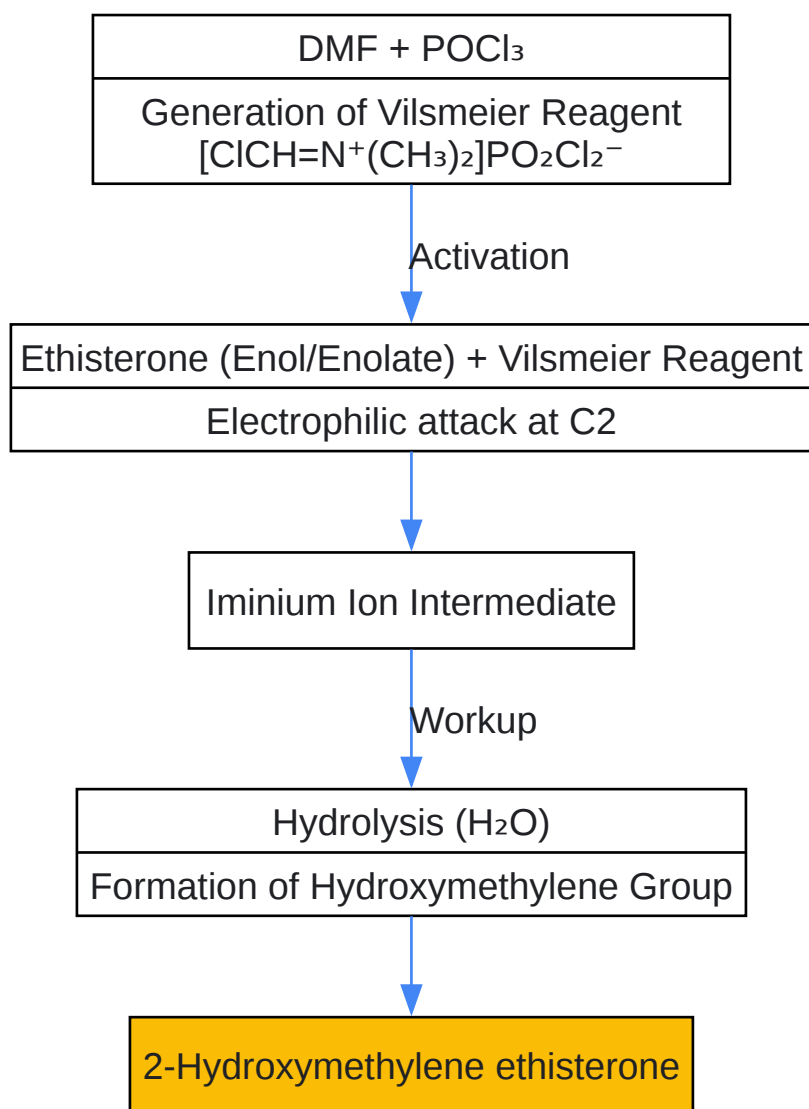 DMF + POCl₃
Generation of Vilsmeier Reagent
[ClCH=N⁺(CH₃)₂]PO₂Cl₂⁻
Activation
Ethisterone (Enol/Enolate) + Vilsmeier Reagent
Electrophilic attack at C2
Iminium Ion Intermediate
Workup
Hydrolysis (H₂O)
Formation of Hydroxymethylene Group
2-Hydroxymethylene ethisterone